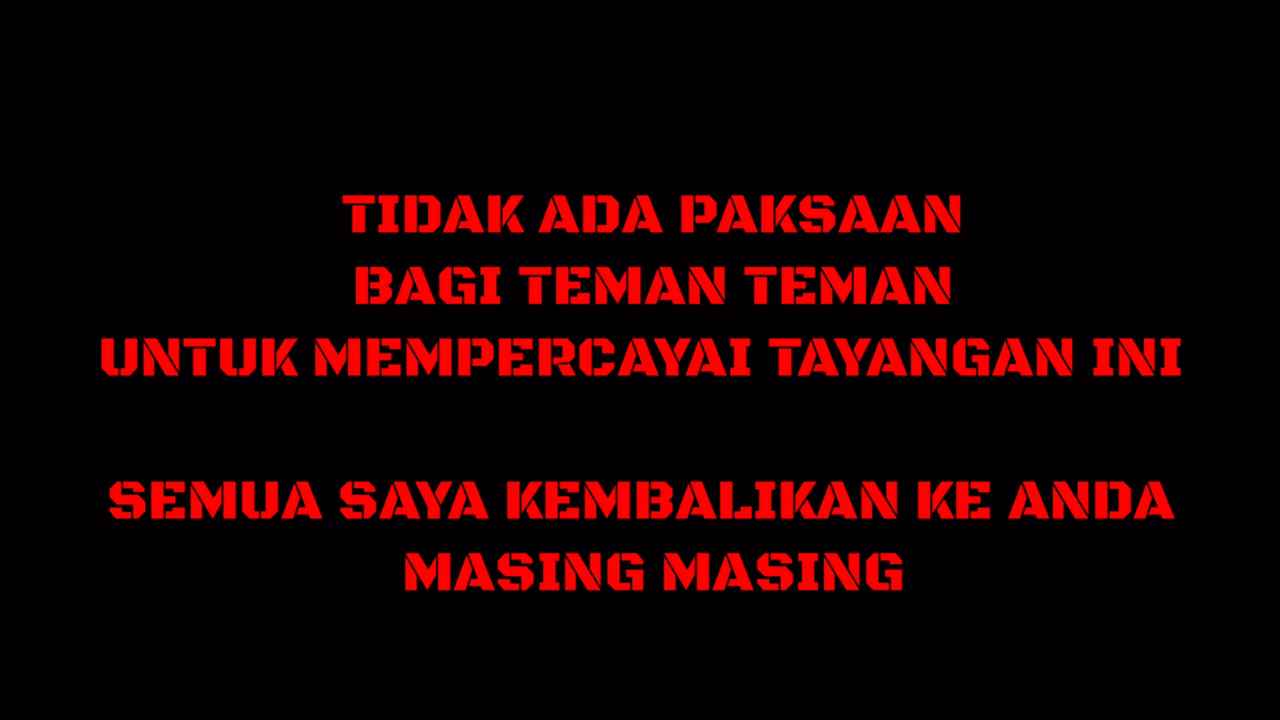 TIDAK ADA PAKSAAN
BAGI TEMAN TEMAN
UNTUK MEMPERCAYAI TAYANGAN INI
SEMUA SAYA KEMBALIKAN KE ANDA
MASING MASING